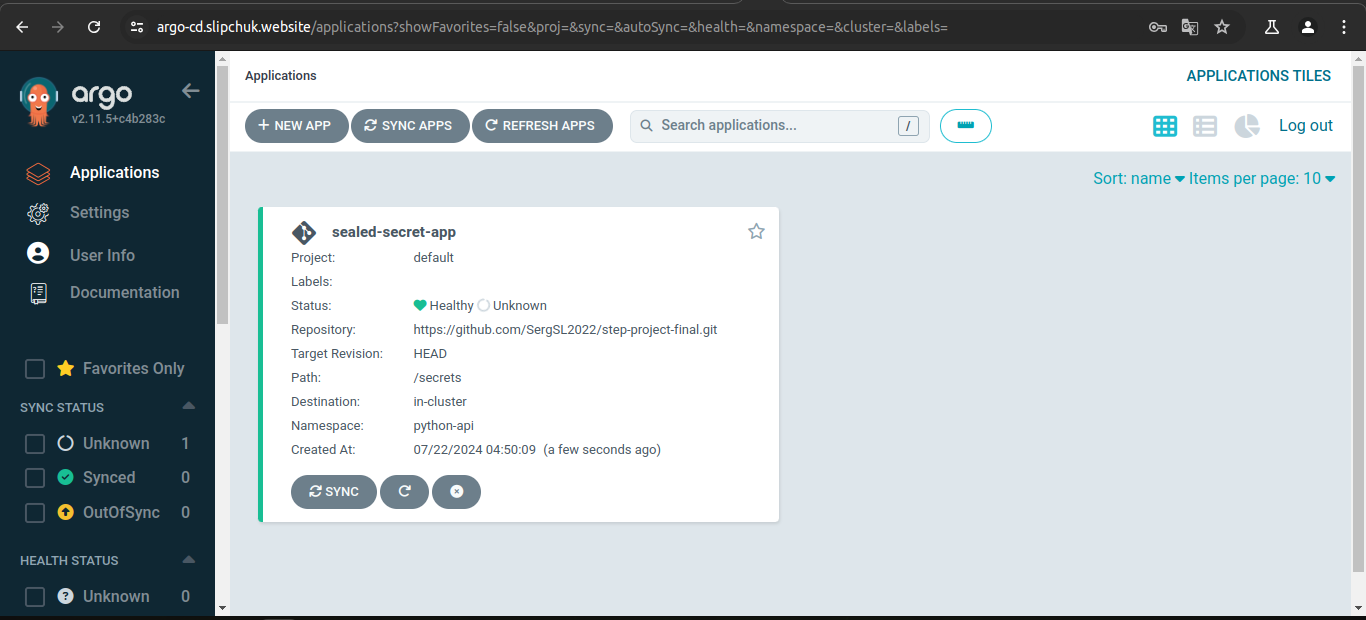 argo-cd.slipchuk.website/applications?showFavorites=false&proj=&sync=&autoSync=&health=&namespace=&cluster=&labels=
argo
v2.11.5+c4b283c
Applications
Settings
User Info
Documentation
Favorites Only
SYNC STATUS
Unknown 1
Synced 0
OutOfSync 0
HEALTH STATUS
Unknown 0
Applications APPLICATIONS TILES
+ NEW APP SYNC APPS REFRESH APPS Search applications... / Log out
Sort: name Items per page: 10
sealed-secret-app
Project: default
Labels:
Status: Healthy Unknown
Repository: https://github.com/SergSL2022/step-project-final.git
Target Revision: HEAD
Path: /secrets
Destination: in-cluster
Namespace: python-api
Created At: 07/22/2024 04:50:09 (a few seconds ago)
SYNC